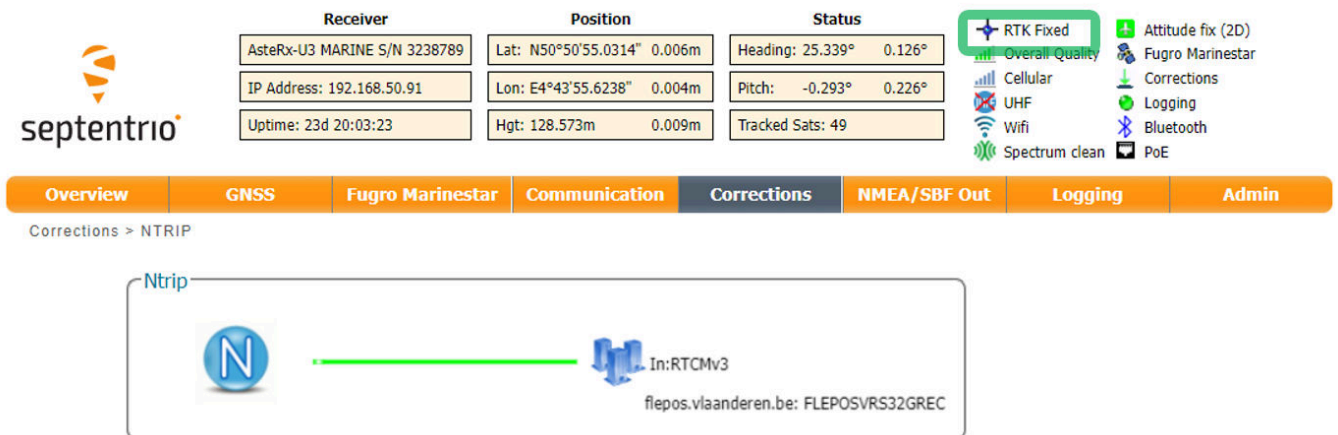 Receiver
Position
Status
AsteRx-U3 MARINE S/N 3238789
Lat: N50°50'55.0314" 0.006m
Heading: 25.339° 0.126°
IP Address: 192.168.50.91
Lon: E4°43'55.6238" 0.004m
Pitch: -0.293° 0.226°
Uptime: 23d 20:03:23
Hgt: 128.573m 0.009m
Tracked Sats: 49
RTK Fixed
Attitude fix (2D)
Overall Quality
Fugro Marinestar
Cellular
Corrections
UHF
Logging
Wifi
Bluetooth
Spectrum clean
PoE
septentrio
Overview GNSS Fugro Marinestar Communication Corrections NMEA/SBF Out Logging Admin
Corrections > NTRIP
Ntrip
N
In:RTCMv3
flepos.vlaanderen.be: FLEPOSVRS32GREC